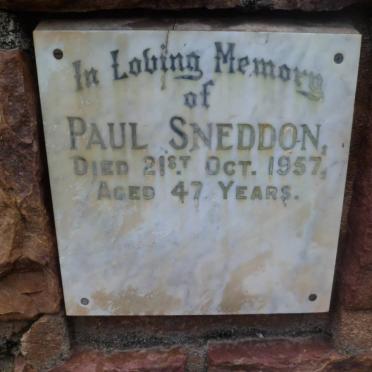 In Loving Memory
of
PAUL SNEDDON,
DIED 21ST OCT. 1957,
AGED 47 YEARS.